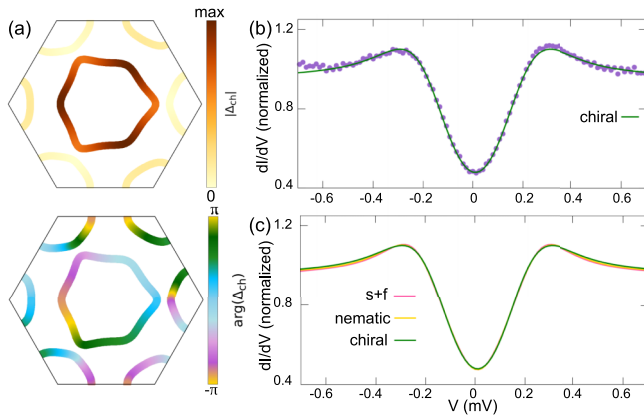 (a)
max
|Δch|
0
π
arg(Δch)
-π
(b)
1.2
1.0
0.8
0.4
dI/dV (normalized)
chiral
-0.6 -0.4 -0.2 0 0.2 0.4 0.6
(c)
1.2
0.8
0.4
dI/dV (normalized)
s+f
nematic
chiral
-0.6 -0.4 -0.2 0 0.2 0.4 0.6
V (mV)